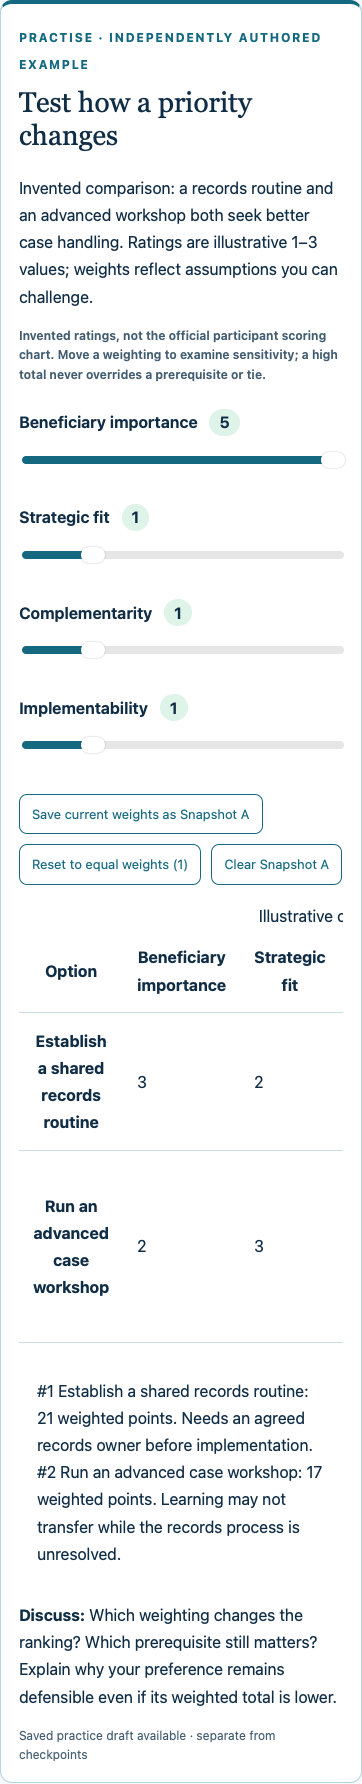 PRACTISE · INDEPENDENTLY AUTHORED
EXAMPLE
Test how a priority
changes
Invented comparison: a records routine and
an advanced workshop both seek better
case handling. Ratings are illustrative 1–3
values; weights reflect assumptions you can
challenge.
Invented ratings, not the official participant scoring
chart. Move a weighting to examine sensitivity; a high
total never overrides a prerequisite or tie.
Beneficiary importance 5
Strategic fit 1
Complementarity 1
Implementability 1
Save current weights as Snapshot A
Reset to equal weights (1) Clear Snapshot A
Illustrative
Option Beneficiary importance Strategic fit
Establish a shared records routine 3 2
Run an advanced case workshop 2 3
#1 Establish a shared records routine:
21 weighted points. Needs an agreed
records owner before implementation.
#2 Run an advanced case workshop: 17
weighted points. Learning may not
transfer while the records process is
unresolved.
Discuss: Which weighting changes the
ranking? Which prerequisite still matters?
Explain why your preference remains
defensible even if its weighted total is lower.
Saved practice draft available · separate from
checkpoints